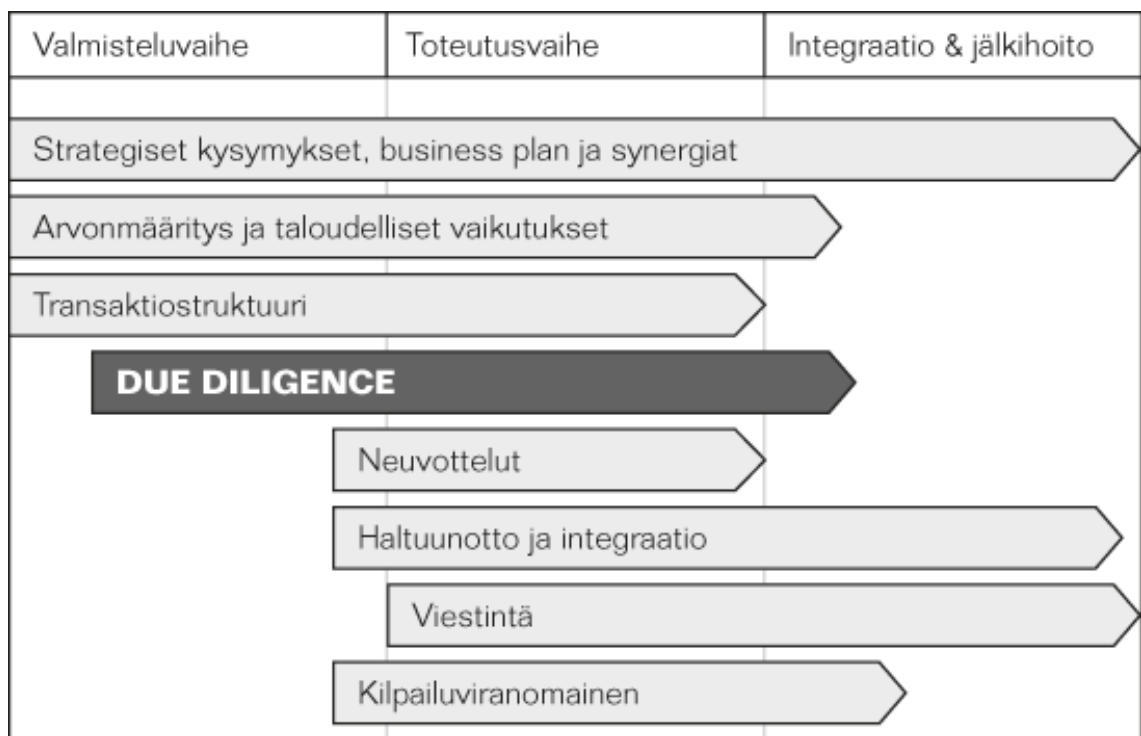 Valmisteluvaihe
Toteutusvaihe
Integraatio & jälkihoito
Strategiset kysymykset, business plan ja synergiat
Arvonmääritys ja taloudelliset vaikutukset
Transaktiostruktuuri
DUE DILIGENCE
Neuvottelut
Haltuunotto ja integraatio
Viestintä
Kilpailuviranomainen